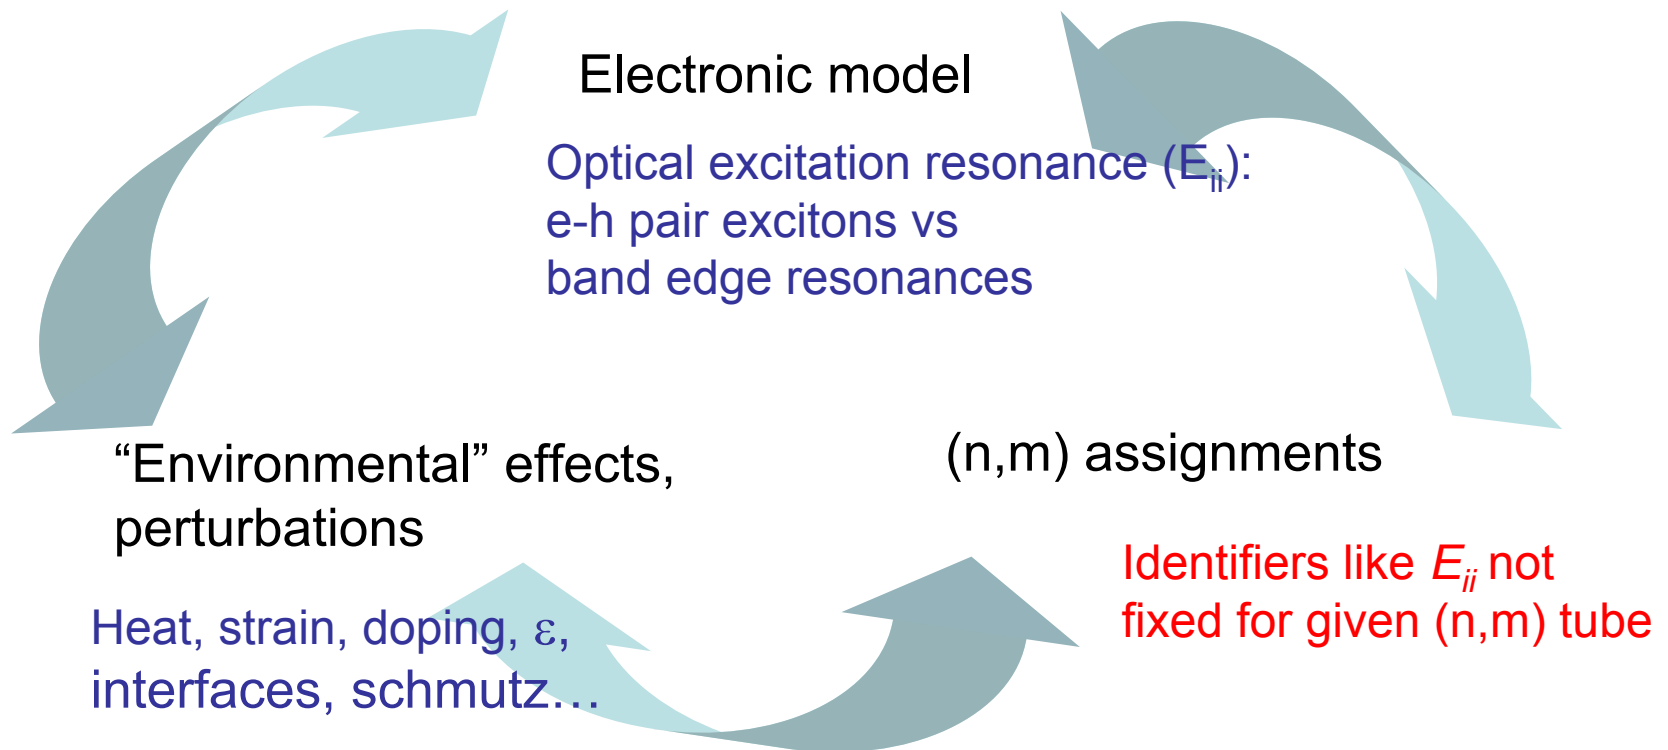 Electronic model
Optical excitation resonance (Eii):
e-h pair excitons vs
band edge resonances
“Environmental” effects,
perturbations
Heat, strain, doping, ε,
interfaces, schmutz…
(n,m) assignments
Identifiers like Eii not
fixed for given (n,m) tube